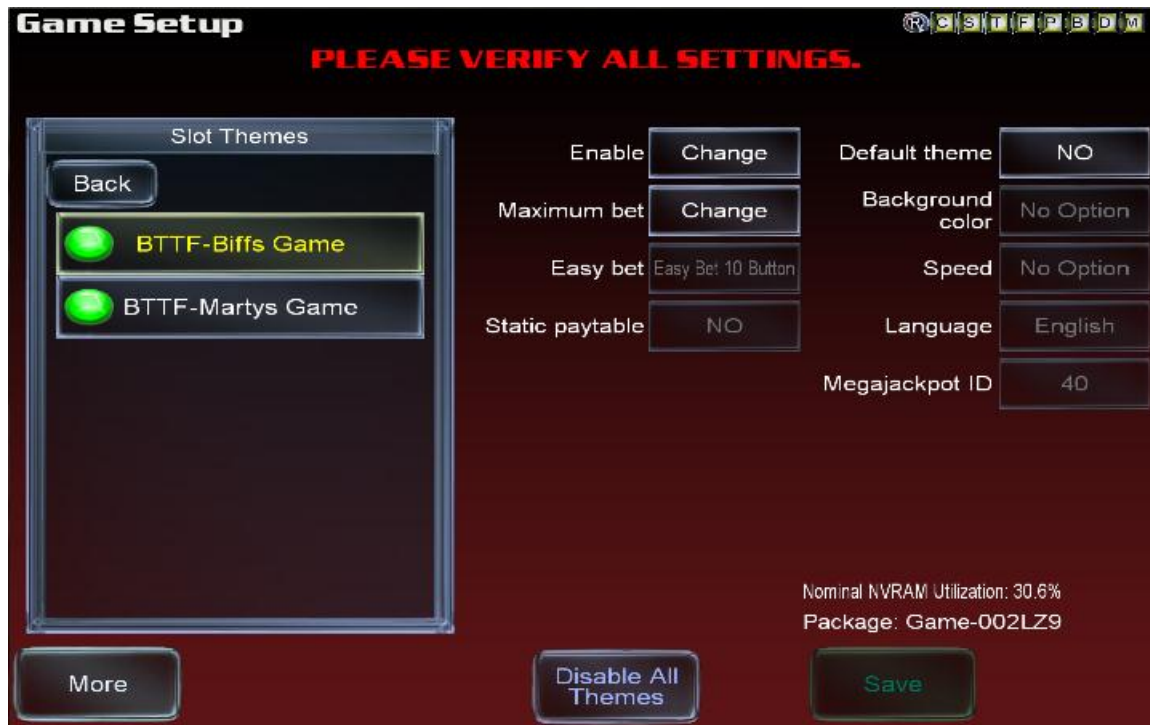 Game Setup
® C S T F P B D M
PLEASE VERIFY ALL SETTINGS.
Slot Themes
Back
BTTF-Biffs Game
BTTF-Martys Game
Enable Change
Maximum bet Change
Easy bet Easy Bet 10 Button
Static paytable NO
Default theme NO
Background
color No Option
Speed No Option
Language English
Megajackpot ID 40
Nominal NVRAM Utilization: 30.6%
Package: Game-002LZ9
More
Disable All
Themes
Save